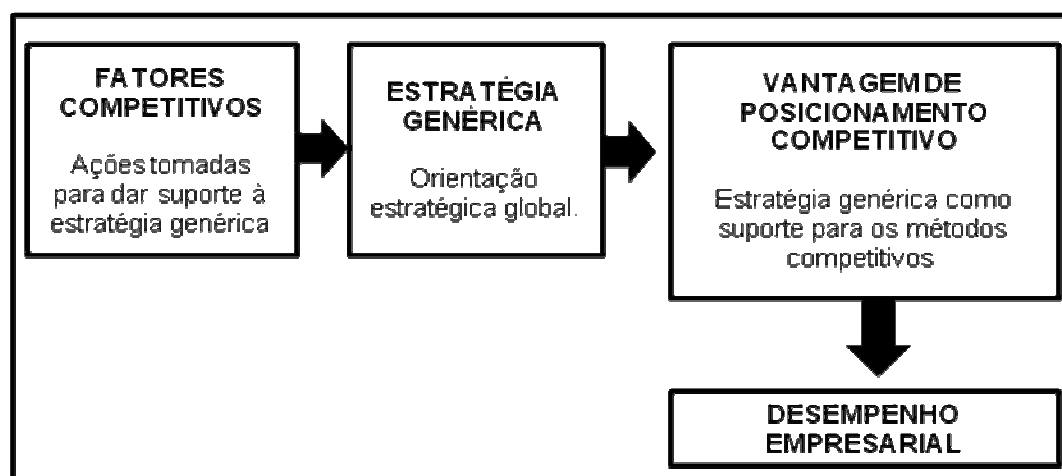 FATORES
COMPETITIVOS
Ações tomadas
para dar suporte à
estratégia genérica
ESTRATÉGIA
GENÉRICA
Orientação
estratégica global.
VANTAGEM DE
POSICIONAMENTO
COMPETITIVO
Estratégia genérica como
suporte para os métodos
competitivos
DESEMPENHO
EMPRESARIAL